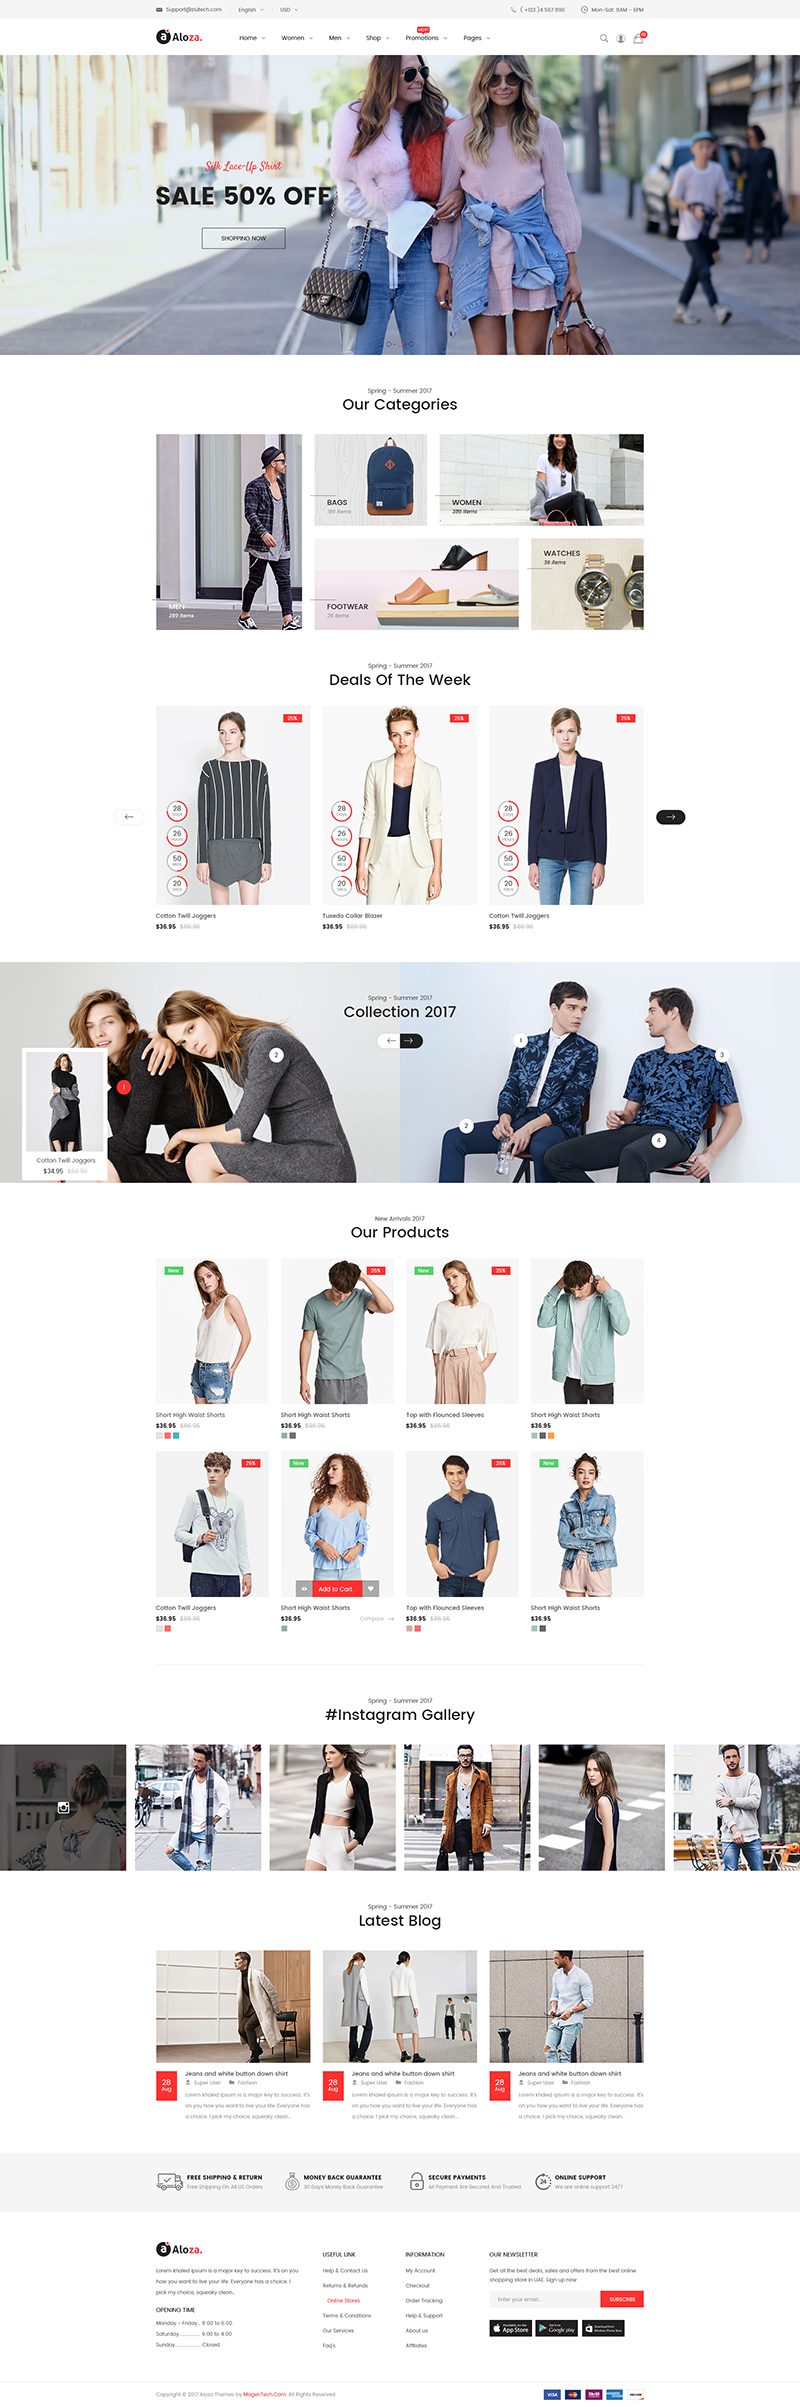 Support@ziutech.com English USD (+123 )4 567 890 Mon-Sat: 8AM - 6PM
a Aloza. Home Women Men Shop Promotions Pages
HOT!
Silk Lace-Up Shirt
SALE 50% OFF
SHOPPING NOW
Spring - Summer 2017
Our Categories
BAGS
186 items
WOMEN
386 items
MEN
289 items
FOOTWEAR
26 items
WATCHES
36 items
Spring - Summer 2017
Deals Of The Week
25% 25% 25%
28 Days 28 Days 28 Days
26 Hours 26 Hours 26 Hours
50 Mins 50 Mins 50 Mins
20 Secs 20 Secs 20 Secs
Cotton Twill Joggers Tuxedo Collar Blazer Cotton Twill Joggers
$36.95 $86.96 $36.95 $86.96 $36.95 $86.96
Spring - Summer 2017
Collection 2017
1 2 1 2 3 4
Cotton Twill Joggers
$34.95 $86.96
New Arrivals 2017
Our Products
New 25% New 25%
Short High Waist Shorts Short High Waist Shorts Top with Flounced Sleeves Short High Waist Shorts
$36.95 $86.96 $36.95 $86.96 $36.95 $86.96 $36.95
25% New 25% New
Add to Cart
Cotton Twill Joggers Short High Waist Shorts Top with Flounced Sleeves Short High Waist Shorts
$36.95 $86.96 $36.95 Compare $36.95 $86.96 $36.95
Spring - Summer 2017
#Instagram Gallery
Spring - Summer 2017
Latest Blog
28 Aug
Jeans and white button down shirt
Super User Fashion
Lorem khaled ipsum is a major key to success. It's
on you how you want to live your life. Everyone has
a choice. I pick my choice, squeaky clean...
28 Aug
Jeans and white button down shirt
Super User Fashion
Lorem khaled ipsum is a major key to success. It's
on you how you want to live your life. Everyone has
a choice. I pick my choice, squeaky clean...
28 Aug
Jeans and white button down shirt
Super User Fashion
Lorem khaled ipsum is a major key to success. It's
on you how you want to live your life. Everyone has
a choice. I pick my choice, squeaky clean...
FREE SHIPPING & RETURN
Free Shipping On All US Orders
MONEY BACK GUARANTEE
30 Days Money Back Guarantee
SECURE PAYMENTS
All Payment Are Secured And Trusted.
24
ONLINE SUPPORT
We are online support 24/7
a Aloza.
Lorem khaled ipsum is a major key to success. It's on you
how you want to live your life. Everyone has a choice. I
pick my choice, squeaky clean...
OPENING TIME
Monday - Friday... 8:00 to 6:00
Saturday............... 9:00 to 4:00
Sunday................. Closed
USEFUL LINK
Help & Contact Us
Returns & Refunds
Online Stores
Terms & Conditions
Our Services
Faq's
INFORMATION
My Account
Checkout
Order Tracking
Help & Support
About us
Affiliates
OUR NEWSLETTER
Get all the best deals, sales and offers from the best online
shopping store in UAE. Sign up now
Enter your email... SUBSCRIBE
App Store Google play
Copyright © 2017 Aloza Themes by MagenTech.Com. All Rights Reserved
VISA